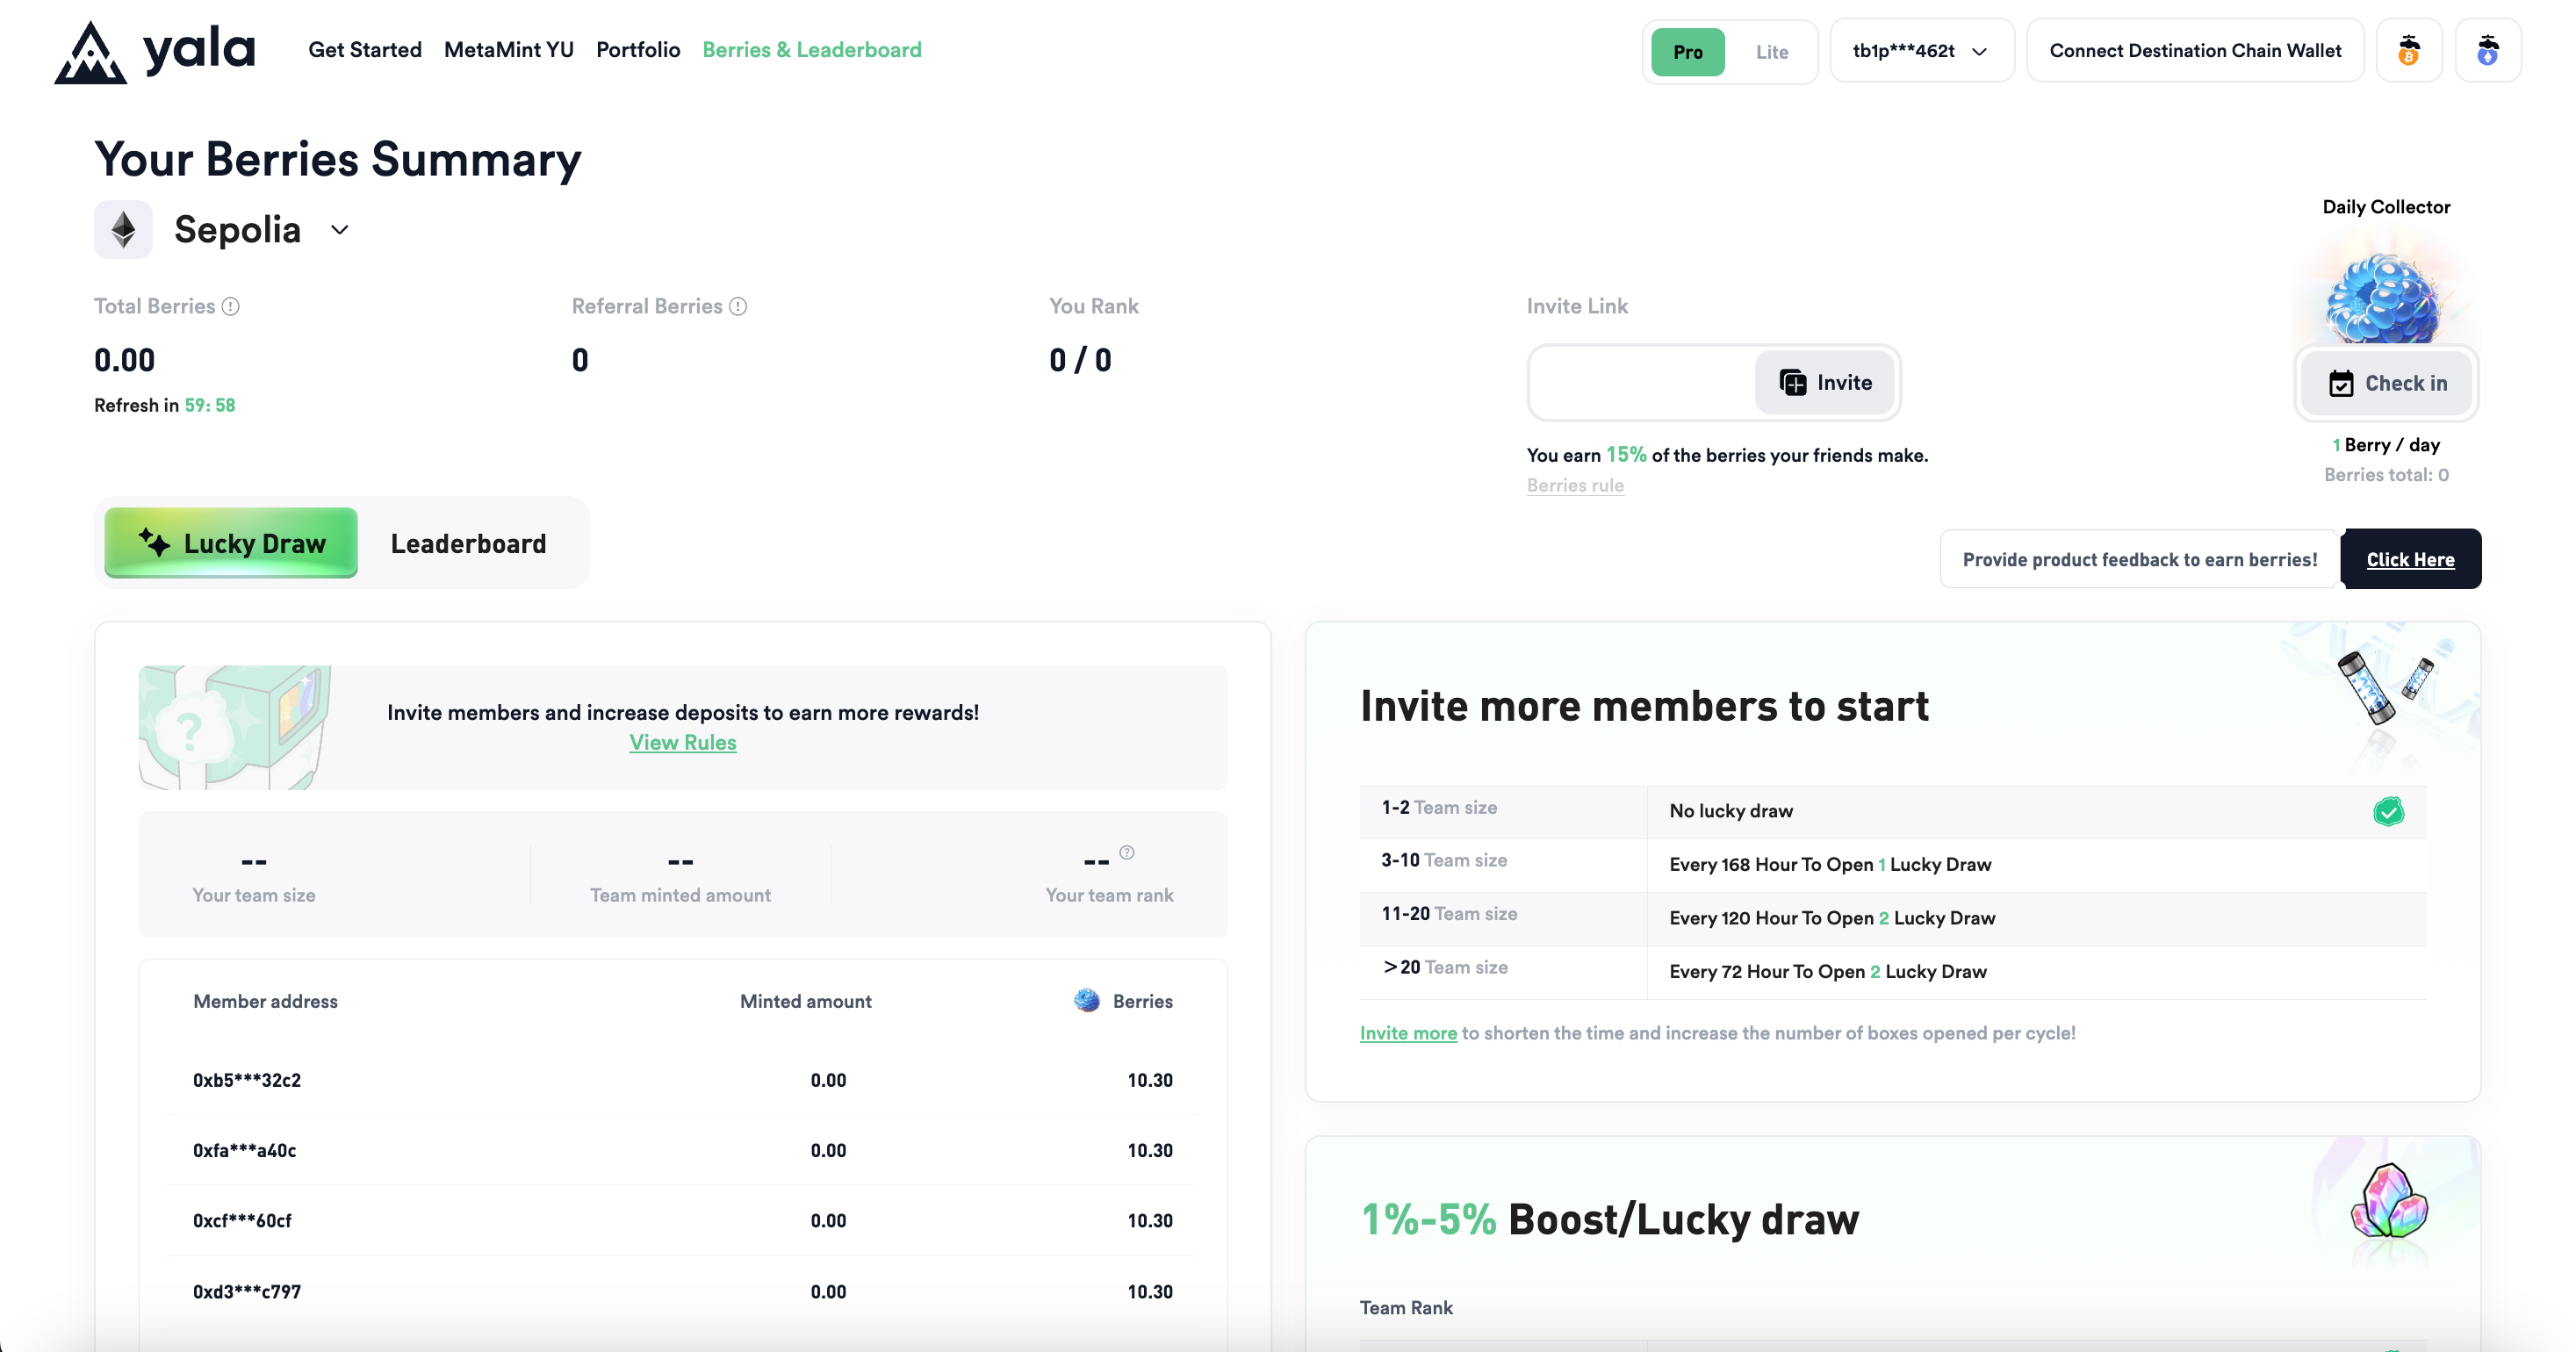 yala
Get Started
MetaMint YU
Portfolio
Berries & Leaderboard
Pro
Lite
tb1p***462t
Connect Destination Chain Wallet
Your Berries Summary
Sepolia
Daily Collector
Total Berries
Referral Berries
You Rank
Invite Link
0.00
0
0 / 0
Invite
Check in
Refresh in 59: 58
1 Berry / day
You earn 15% of the berries your friends make.
Berries total: 0
Berries rule
Lucky Draw
Leaderboard
Provide product feedback to earn berries!
Click Here
?
Invite members and increase deposits to earn more rewards!
View Rules
--
--
--
Your team size
Team minted amount
Your team rank
Member address
Minted amount
Berries
0xb5***32c2
0.00
10.30
0xfa***a40c
0.00
10.30
0xcf***60cf
0.00
10.30
0xd3***c797
0.00
10.30
Invite more members to start
1-2 Team size
No lucky draw
3-10 Team size
Every 168 Hour To Open 1 Lucky Draw
11-20 Team size
Every 120 Hour To Open 2 Lucky Draw
>20 Team size
Every 72 Hour To Open 2 Lucky Draw
Invite more to shorten the time and increase the number of boxes opened per cycle!
1%-5% Boost/Lucky draw
Team Rank